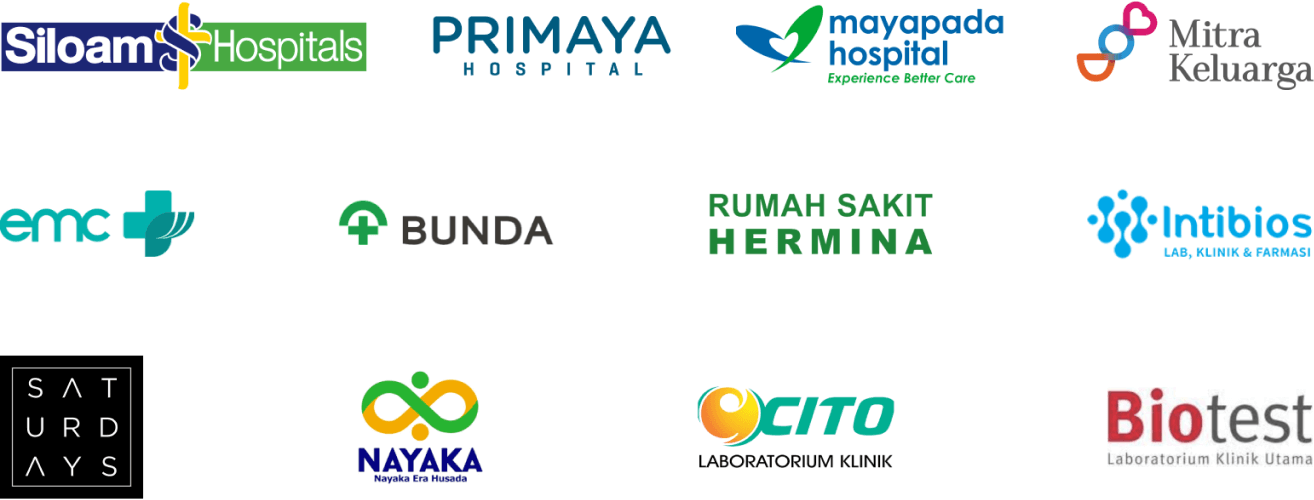 Siloam Hospitals
PRIMAYA
HOSPITAL
mayapada
hospital
Experience Better Care
Mitra
Keluarga
emc
BUNDA
RUMAH SAKIT
HERMINA
Intibios
LAB, KLINIK & FARMASI
SAT
URD
AYS
NAYAKA
Nayaka Era Husada
CITO
LABORATORIUM KLINIK
Biotest
Laboratorium Klinik Utama